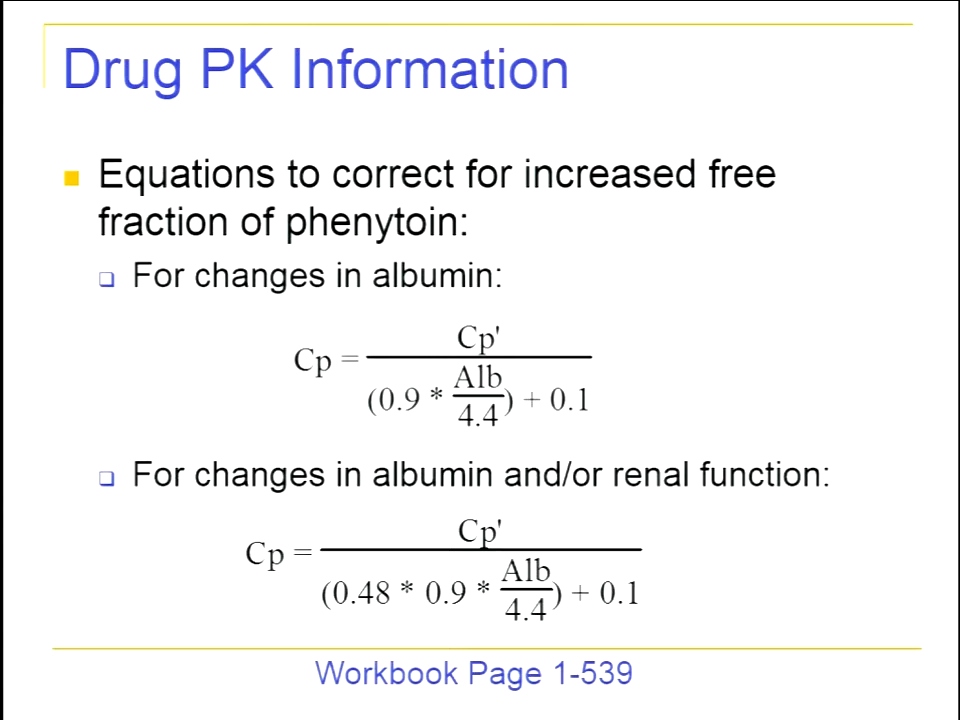 Drug PK Information
Equations to correct for increased free
fraction of phenytoin:
For changes in albumin:
Cp = Cp' / (0.9 * Alb/4.4) + 0.1
For changes in albumin and/or renal function:
Cp = Cp' / (0.48 * 0.9 * Alb/4.4) + 0.1
Workbook Page 1-539